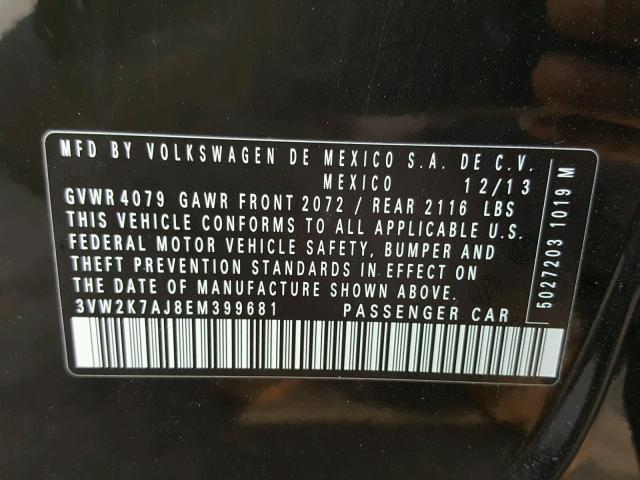 MFD BY VOLKSWAGEN DE MEXICO S.A. DE C.V.
MEXICO 12/13
GVWR 4079 GAWR FRONT 2072 / REAR 2116 LBS
THIS VEHICLE CONFORMS TO ALL APPLICABLE U.S.
FEDERAL MOTOR VEHICLE SAFETY, BUMPER AND
THEFT PREVENTION STANDARDS IN EFFECT ON
THE DATE OF MANUFACTURE SHOWN ABOVE.
3VW2K7AJ8EM399681 PASSENGER CAR
5027203 1019 M